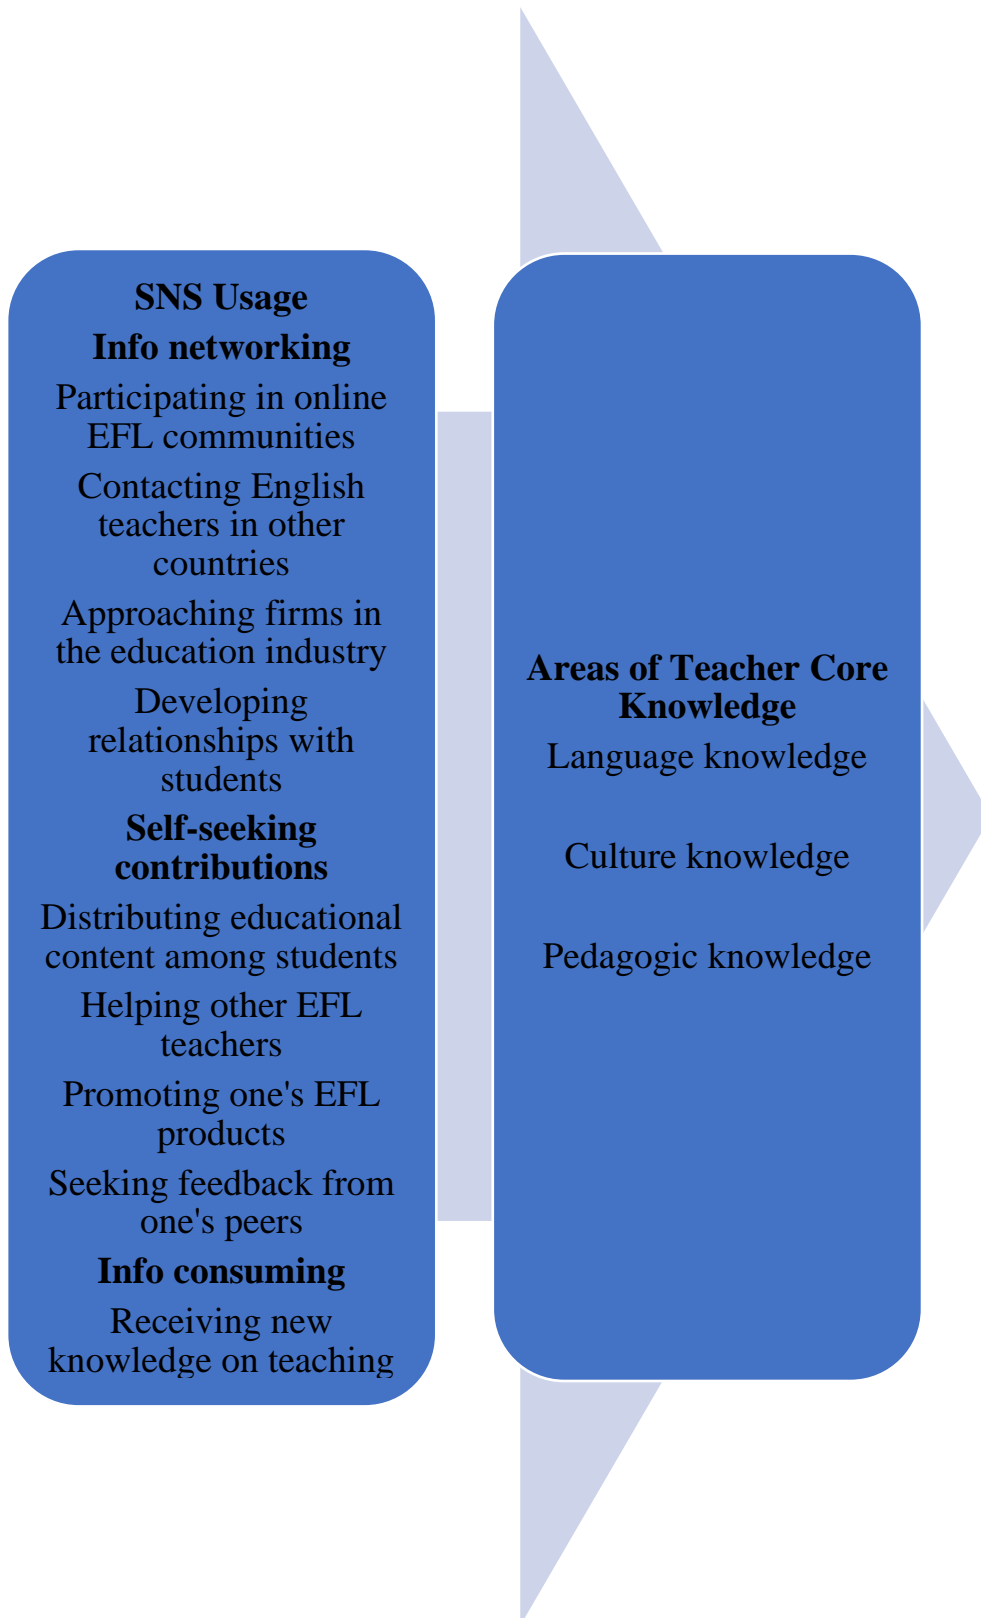 SNS Usage
Info networking
Participating in online
EFL communities
Contacting English
teachers in other
countries
Approaching firms in
the education industry
Developing
relationships with
students
Self-seeking
contributions
Distributing educational
content among students
Helping other EFL
teachers
Promoting one's EFL
products
Seeking feedback from
one's peers
Info consuming
Receiving new
knowledge on teaching
Areas of Teacher Core
Knowledge
Language knowledge
Culture knowledge
Pedagogic knowledge